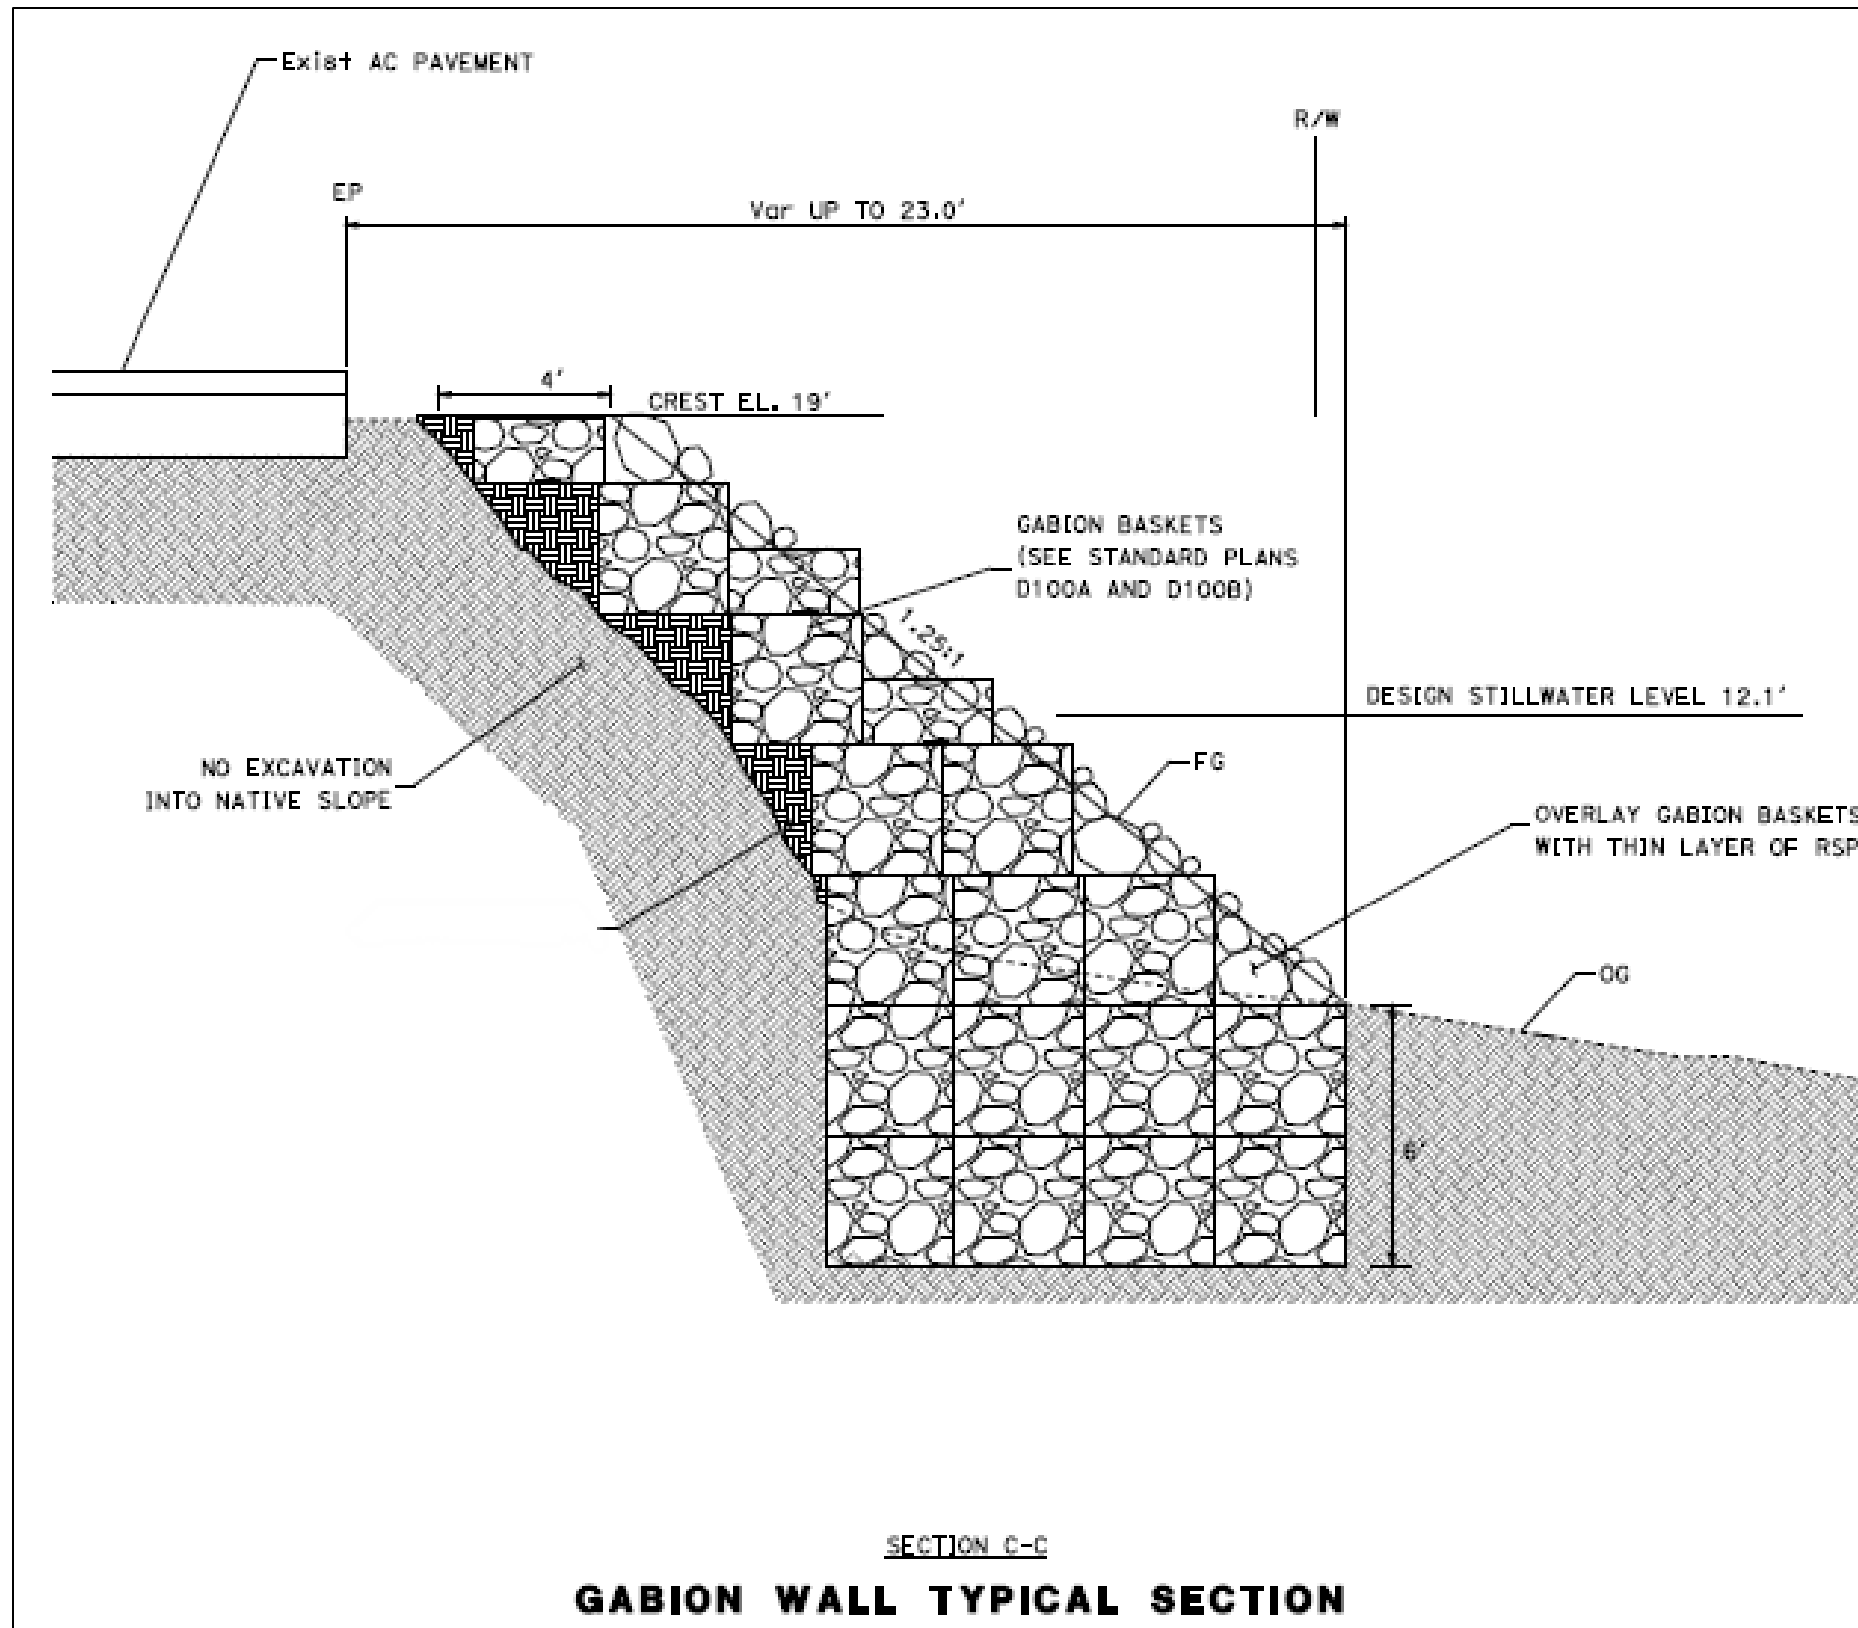 Exist AC PAVEMENT
R/W
EP
Var UP TO 23.0'
4'
CREST EL. 19'
GABION BASKETS
(SEE STANDARD PLANS
D100A AND D100B)
1.25:1
DESIGN STILLWATER LEVEL 12.1'
NO EXCAVATION
INTO NATIVE SLOPE
FG
OVERLAY GABION BASKETS
WITH THIN LAYER OF RSP
OG
6'
SECTION C-C
GABION WALL TYPICAL SECTION